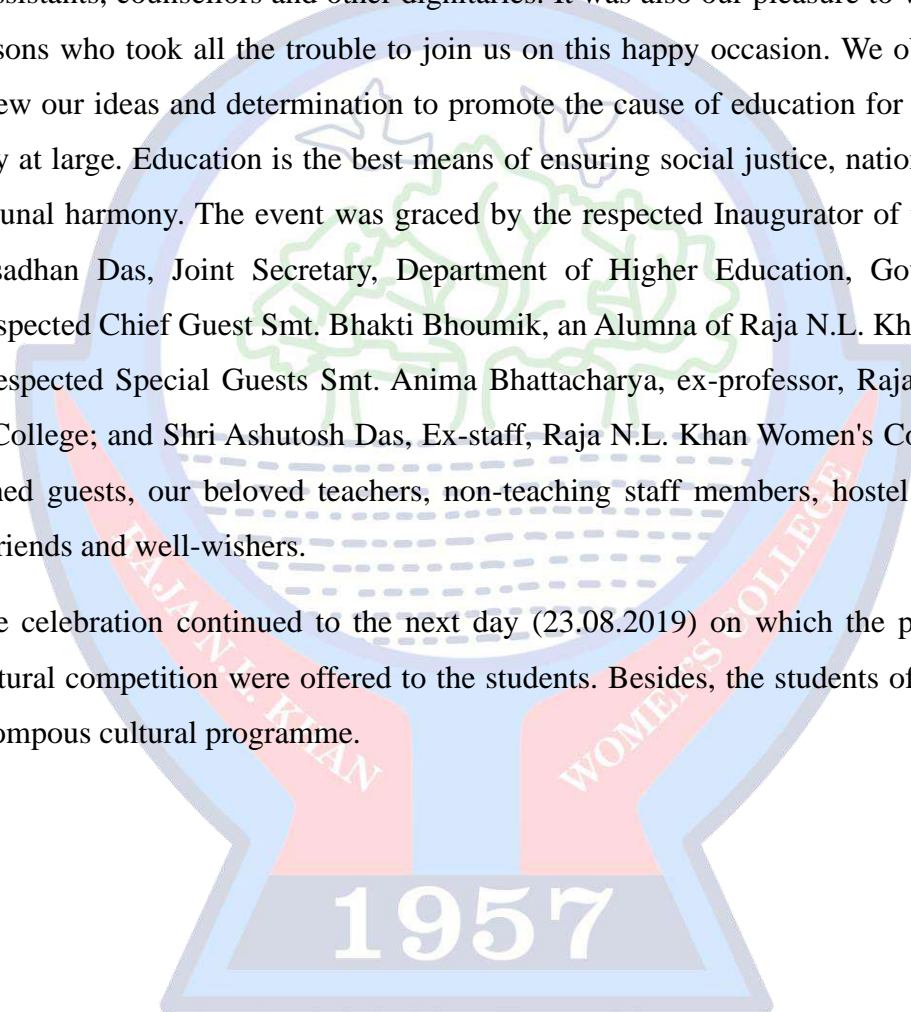 ssistants, counsellors and other dignitaries. It was also our pleasure to
sons who took all the trouble to join us on this happy occasion. We
ew our ideas and determination to promote the cause of education for
y at large. Education is the best means of ensuring social justice, nation
unal harmony. The event was graced by the respected Inaugurator of
sadhan Das, Joint Secretary, Department of Higher Education, Gov
spected Chief Guest Smt. Bhakti Bhoumik, an Alumna of Raja N.L. Kh
espected Special Guests Smt. Anima Bhattacharya, ex-professor, Raja
College; and Shri Ashutosh Das, Ex-staff, Raja N.L. Khan Women's Co
ned guests, our beloved teachers, non-teaching staff members, hostel
riends and well-wishers.
e celebration continued to the next day (23.08.2019) on which the p
tural competition were offered to the students. Besides, the students of
ompous cultural programme.
RAJA N.L. KHAN
WOMEN'S COLLEGE
1957